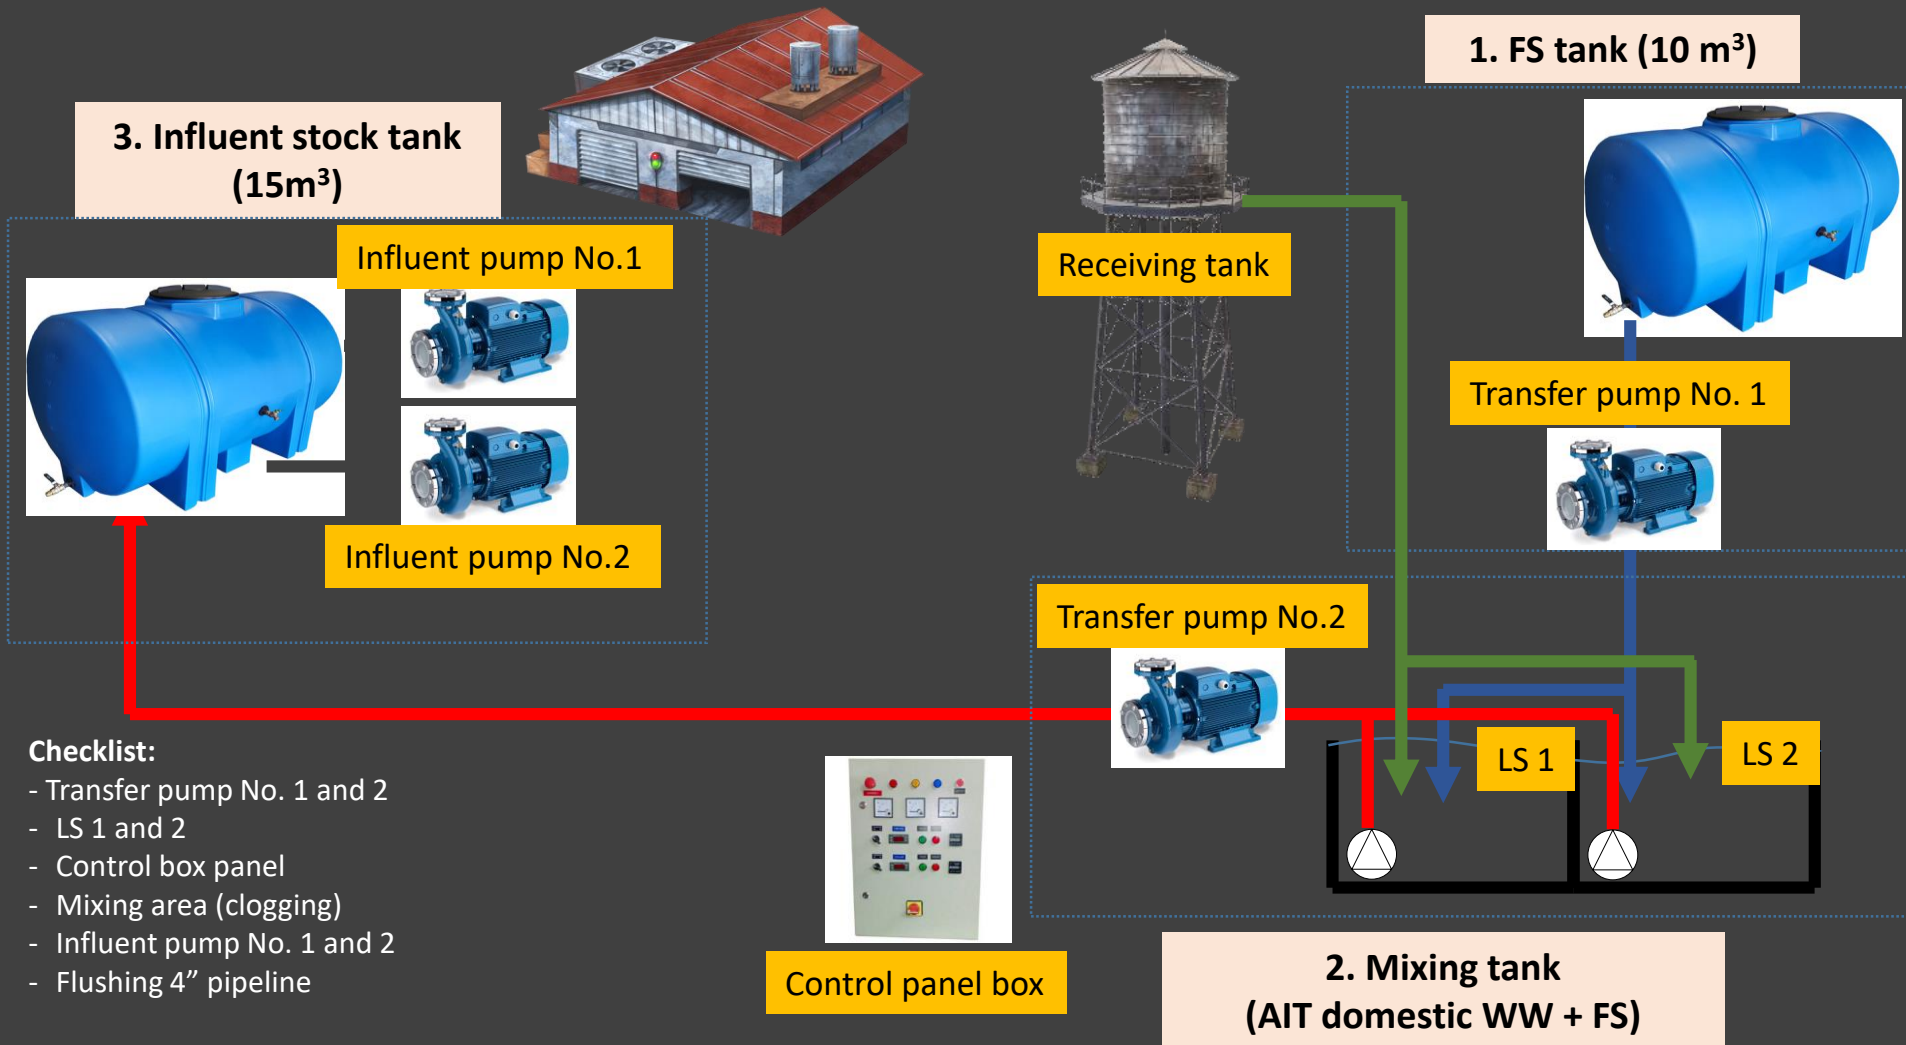 1. FS tank (10 m³)
3. Influent stock tank
(15m³)
Influent pump No.1
Receiving tank
Transfer pump No. 1
Influent pump No.2
Transfer pump No.2
LS 1
LS 2
Checklist:
- Transfer pump No. 1 and 2
- LS 1 and 2
- Control box panel
- Mixing area (clogging)
- Influent pump No. 1 and 2
- Flushing 4” pipeline
Control panel box
2. Mixing tank
(AIT domestic WW + FS)